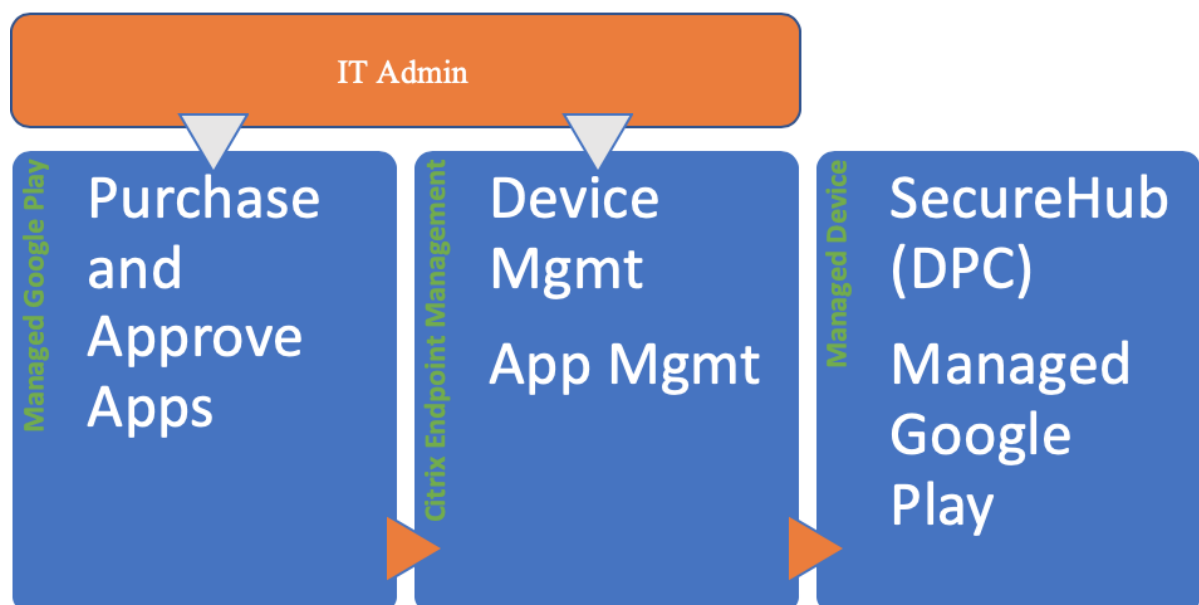 IT Admin
Managed Google Play
Purchase
and
Approve
Apps
Citrix Endpoint Management
Device
Mgmt
App Mgmt
Managed Device
SecureHub
(DPC)
Managed
Google
Play